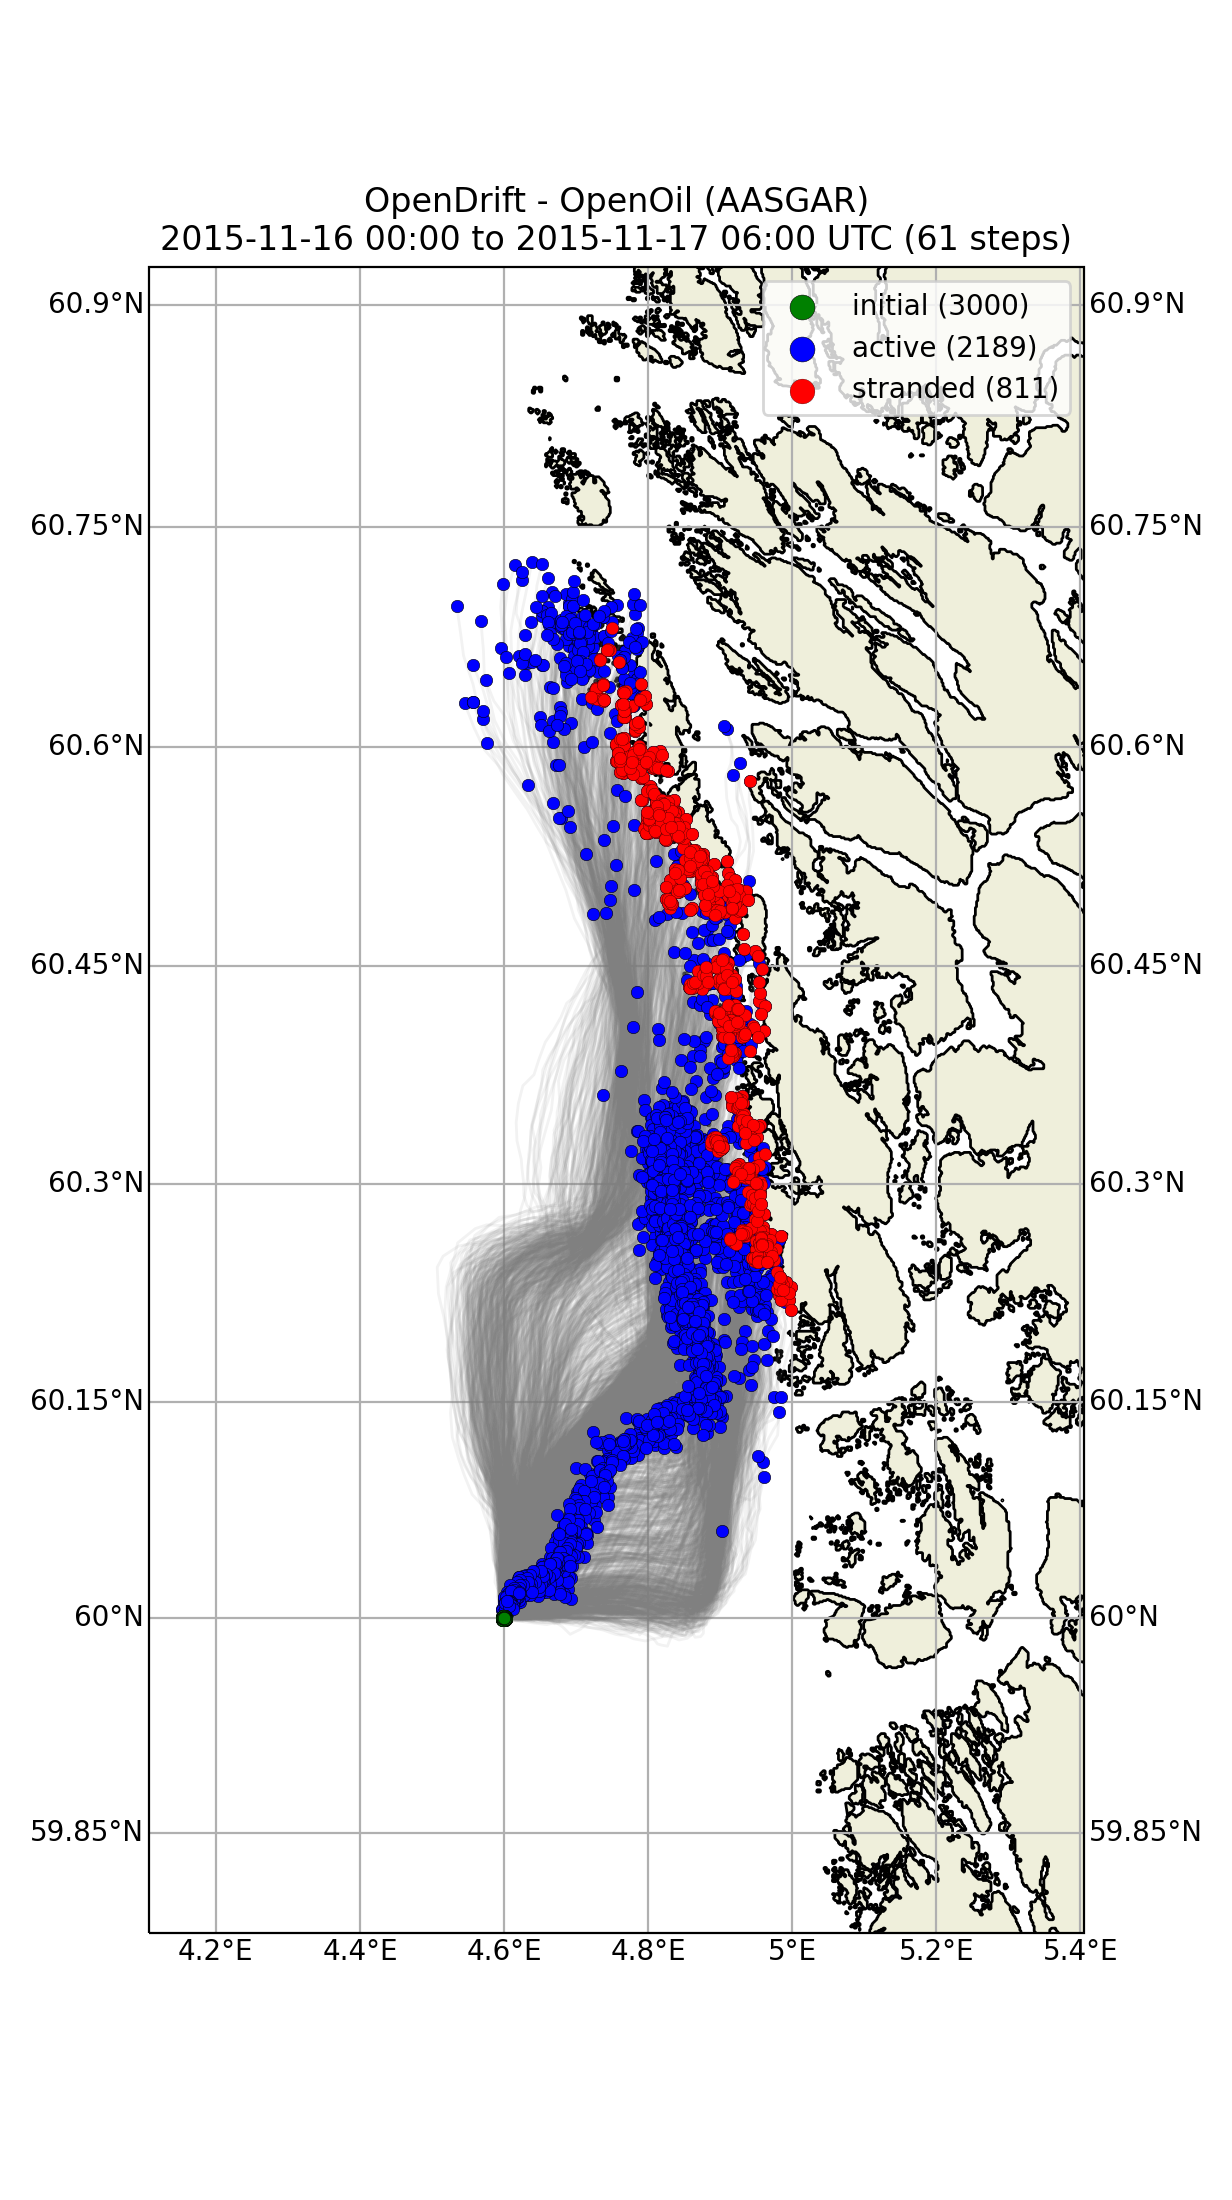 OpenDrift - OpenOil (AASGAR)
2015-11-16 00:00 to 2015-11-17 06:00 UTC (61 steps)
initial (3000)
active (2189)
stranded (811)
60.9°N
60.9°N
60.75°N
60.75°N
60.6°N
60.6°N
60.45°N
60.45°N
60.3°N
60.3°N
60.15°N
60.15°N
60°N
60°N
59.85°N
59.85°N
4.2°E
4.4°E
4.6°E
4.8°E
5°E
5.2°E
5.4°E